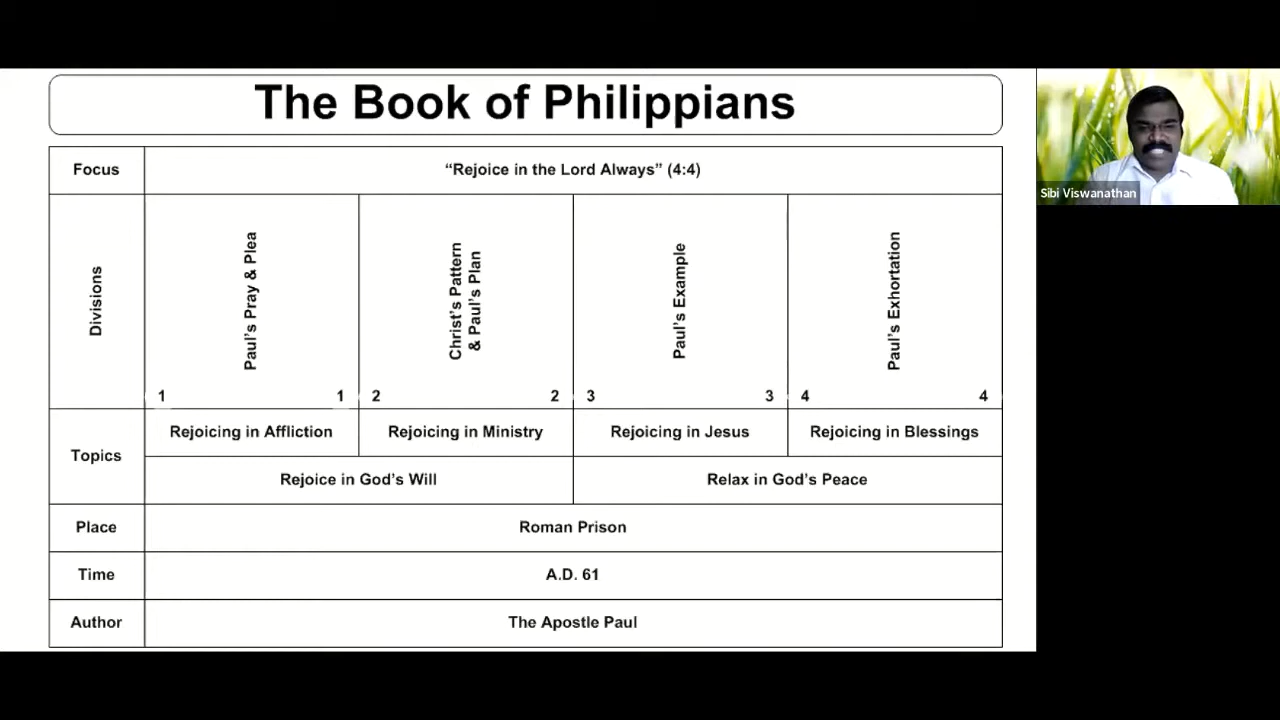 The Book of Philippians
Sibi Viswanathan
Focus
“Rejoice in the Lord Always” (4:4)
Divisions
Paul’s Pray & Plea
1 1
Christ’s Pattern
& Paul’s Plan
2 2
Paul’s Example
3 3
Paul’s Exhortation
4 4
Topics
Rejoicing in Affliction
Rejoicing in Ministry
Rejoicing in Jesus
Rejoicing in Blessings
Rejoice in God’s Will
Relax in God’s Peace
Place
Roman Prison
Time
A.D. 61
Author
The Apostle Paul